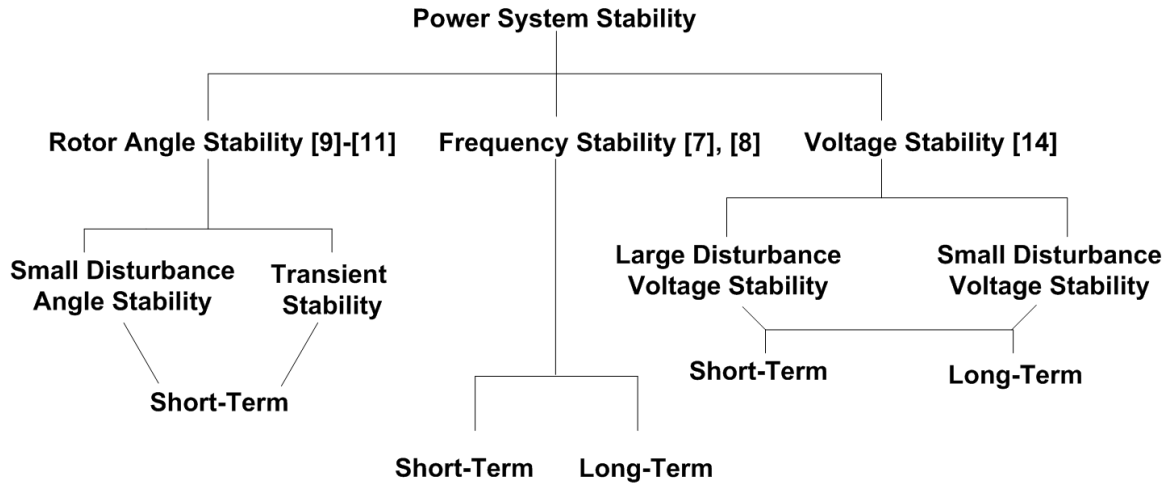 Power System Stability
Rotor Angle Stability [9]-[11]
Frequency Stability [7], [8]
Voltage Stability [14]
Small Disturbance
Angle Stability
Transient
Stability
Large Disturbance
Voltage Stability
Small Disturbance
Voltage Stability
Short-Term
Short-Term
Long-Term
Short-Term
Long-Term